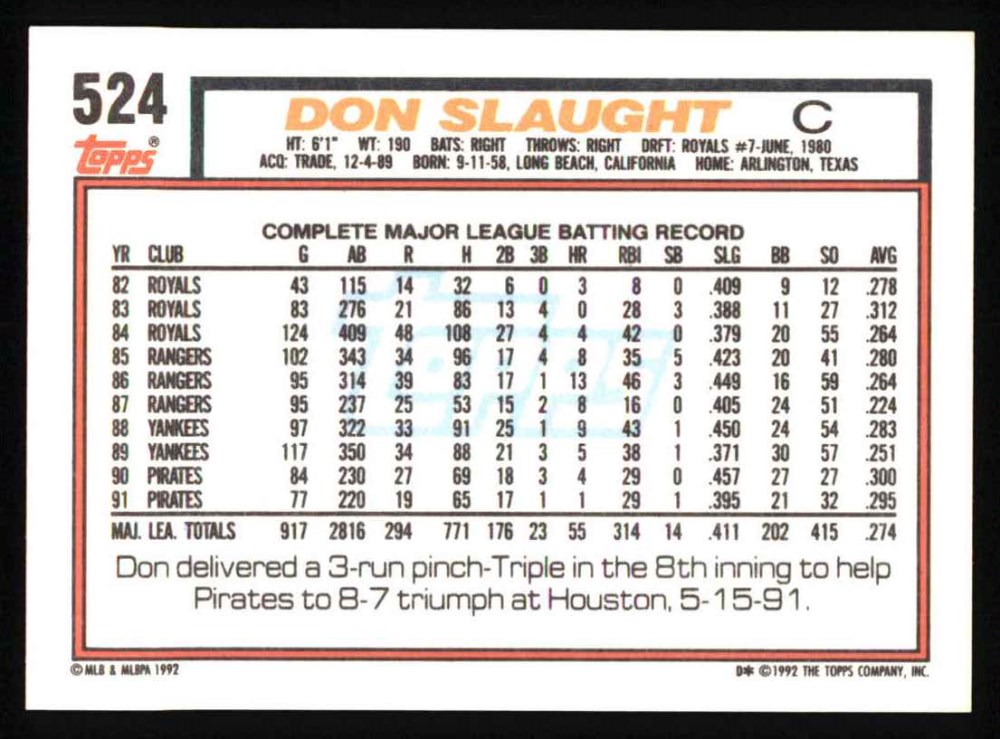 524
DON SLAUGHT C
Topps®
HT: 6'1" WT: 190 BATS: RIGHT THROWS: RIGHT DRFT: ROYALS #7-JUNE, 1980
ACQ: TRADE, 12-4-89 BORN: 9-11-58, LONG BEACH, CALIFORNIA HOME: ARLINGTON, TEXAS
COMPLETE MAJOR LEAGUE BATTING RECORD
YR CLUB G AB R H 2B 3B HR RBI SB SLG BB SO AVG
82 ROYALS 43 115 14 32 6 0 3 8 0 .409 9 12 .278
83 ROYALS 83 276 21 86 13 4 0 28 3 .388 11 27 .312
84 ROYALS 124 409 48 108 27 4 4 42 0 .379 20 55 .264
85 RANGERS 102 343 34 96 17 4 8 35 5 .423 20 41 .280
86 RANGERS 95 314 39 83 17 1 13 46 3 .449 16 59 .264
87 RANGERS 95 237 25 53 15 2 8 16 0 .405 24 51 .224
88 YANKEES 97 322 33 91 25 1 9 43 1 .450 24 54 .283
89 YANKEES 117 350 34 88 21 3 5 38 1 .371 30 57 .251
90 PIRATES 84 230 27 69 18 3 4 29 0 .457 27 27 .300
91 PIRATES 77 220 19 65 17 1 1 29 1 .395 21 32 .295
MAJ. LEA. TOTALS 917 2816 294 771 176 23 55 314 14 .411 202 415 .274
Topps
Don delivered a 3-run pinch-Triple in the 8th inning to help
Pirates to 8-7 triumph at Houston, 5-15-91.
© MLB & MLBPA 1992
D* © 1992 THE TOPPS COMPANY, INC.